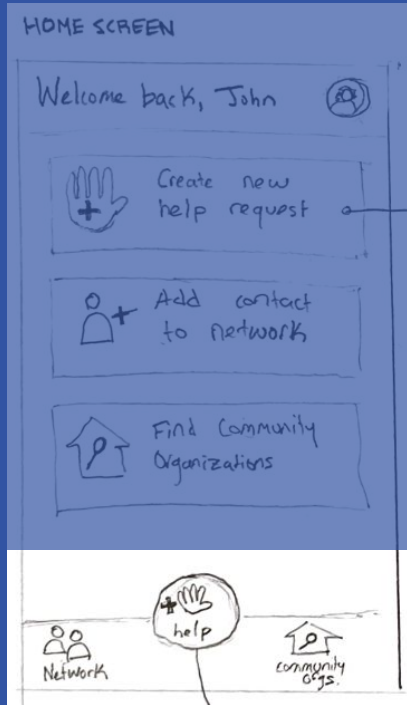 HOME SCREEN
Welcome back, John
Create new
help request
Add contact
to network
Find Community
Organizations
help
Network
community
orgs.